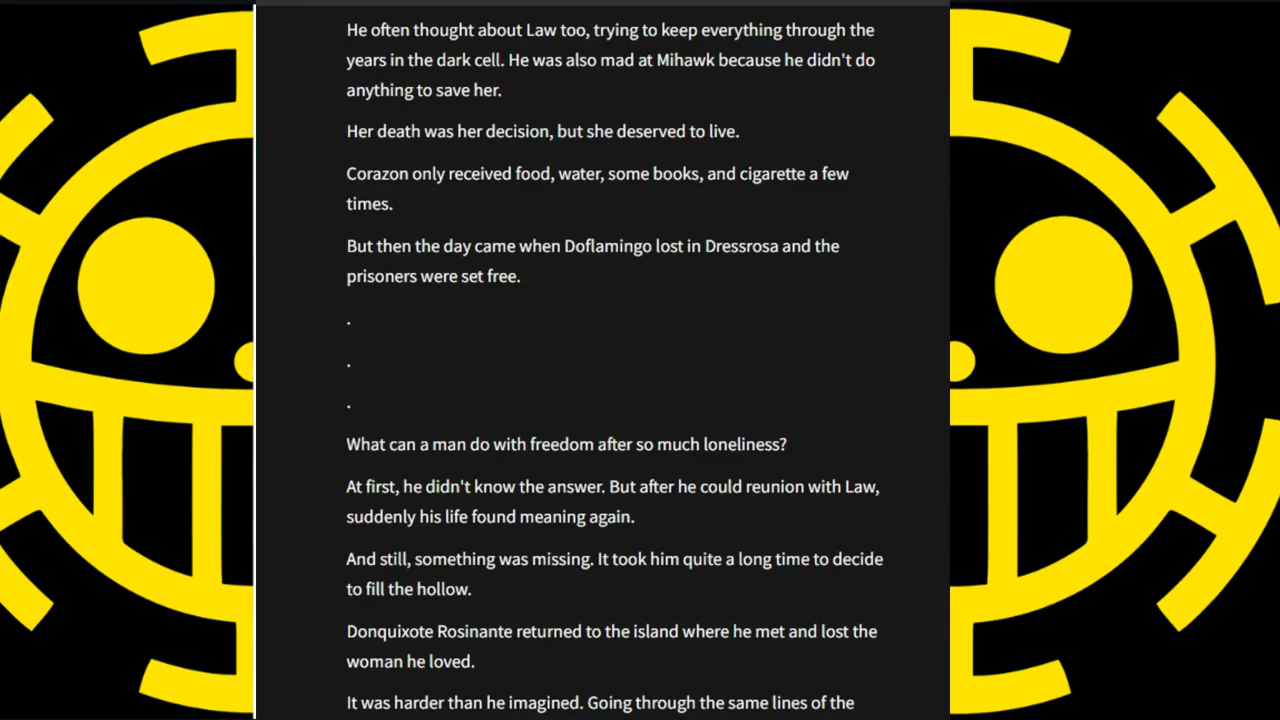 He often thought about Law too, trying to keep everything through the
years in the dark cell. He was also mad at Mihawk because he didn't do
anything to save her.
Her death was her decision, but she deserved to live.
Corazon only received food, water, some books, and cigarette a few
times.
But then the day came when Doflamingo lost in Dressrosa and the
prisoners were set free.
.
.
.
What can a man do with freedom after so much loneliness?
At first, he didn't know the answer. But after he could reunion with Law,
suddenly his life found meaning again.
And still, something was missing. It took him quite a long time to decide
to fill the hollow.
Donquixote Rosinante returned to the island where he met and lost the
woman he loved.
It was harder than he imagined. Going through the same lines of the